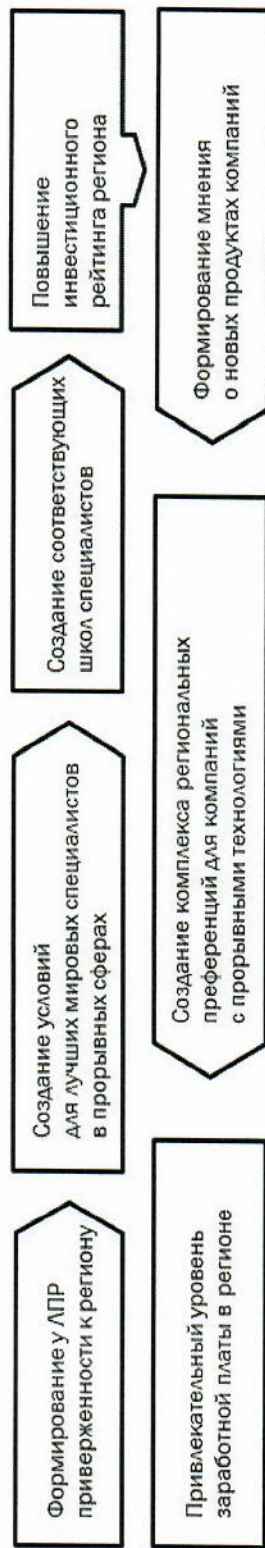 Формирование у ЛПР
приверженности к региону
Создание условий
для лучших мировых специалистов
в прорывных сферах
Создание соответствующих
школ специалистов
Повышение
инвестиционного
рейтинга региона
Формирование мнения
о новых продуктах компаний
Создание комплекса региональных
преференций для компаний
с прорывными технологиями
Привлекательный уровень
заработной платы в регионе